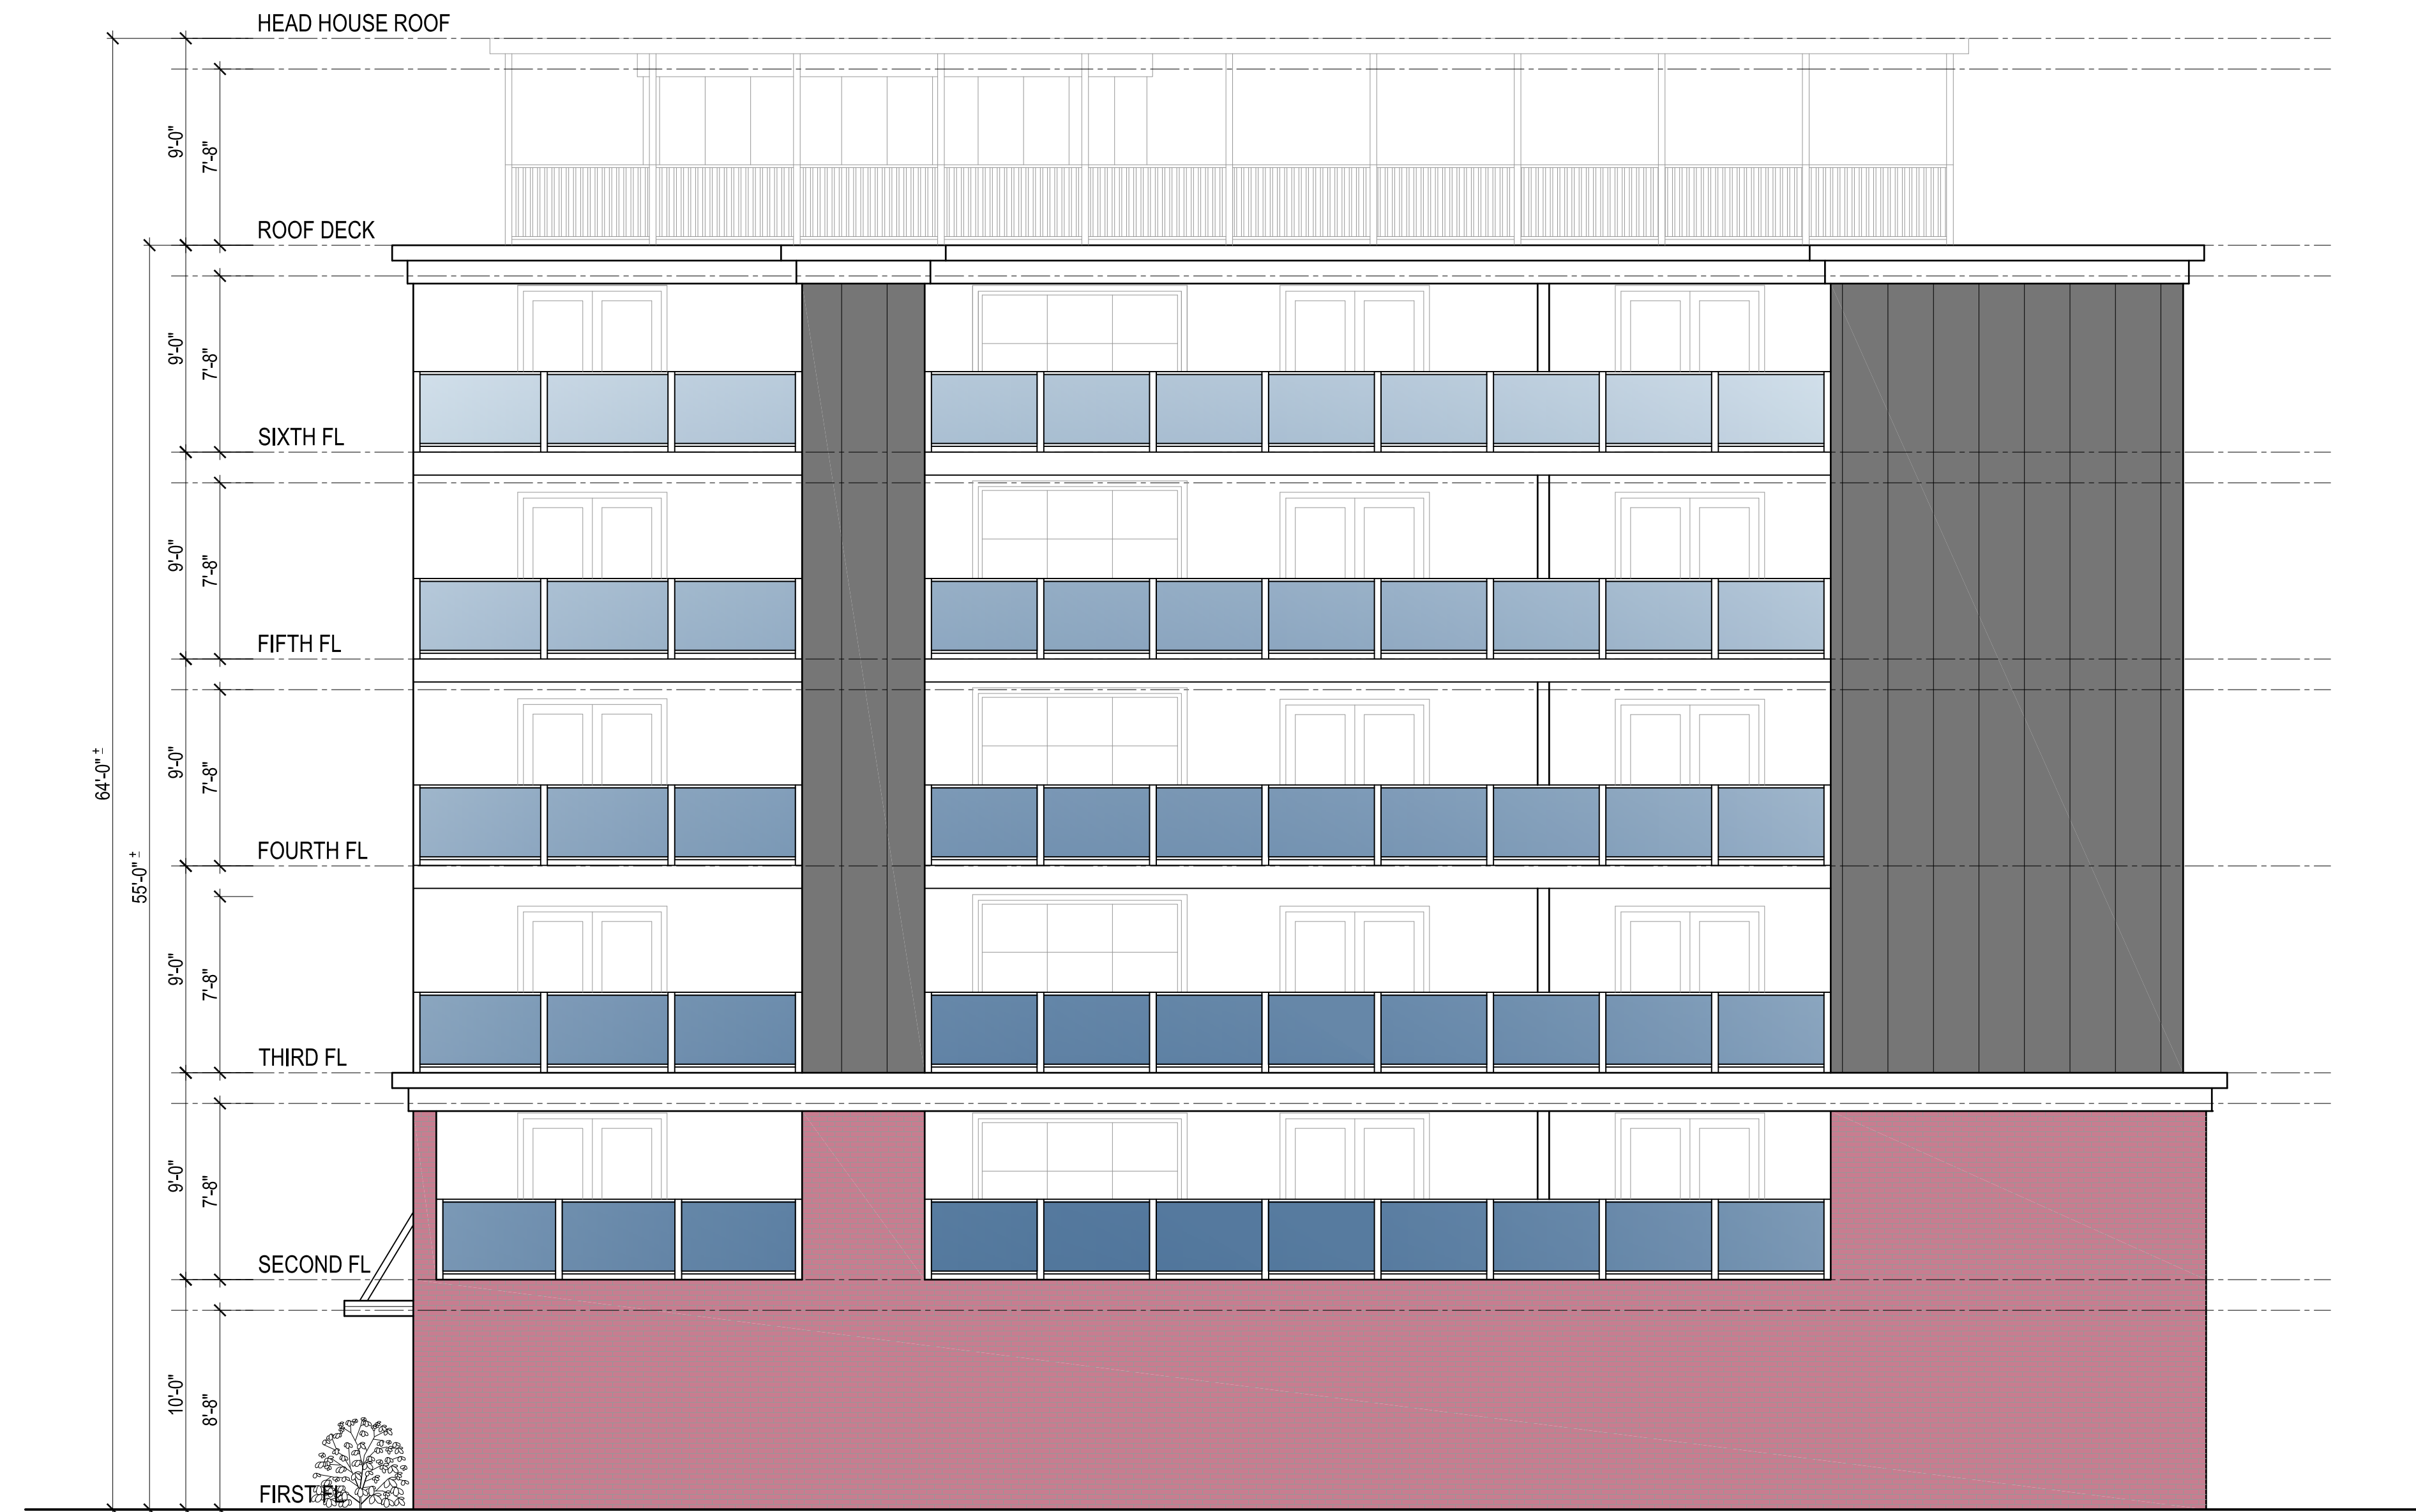 HEAD HOUSE ROOF
9'-0"
7'-8"
ROOF DECK
9'-0"
7'-8"
SIXTH FL
9'-0"
7'-8"
FIFTH FL
64'-0" ±
9'-0"
7'-8"
FOURTH FL
55'-0" ±
9'-0"
7'-8"
THIRD FL
9'-0"
7'-8"
SECOND FL
10'-0"
8'-8"
FIRST FL